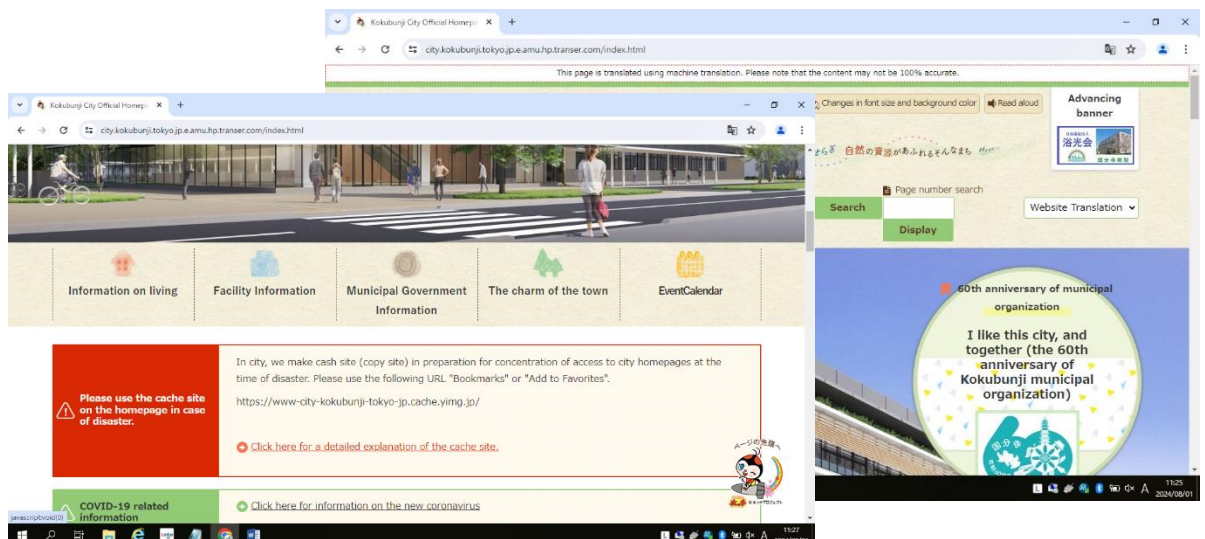 Kokubunji City Official Homep
city.kokubunji.tokyo.jp.e.amu.hp.transer.com/index.html
This page is translated using machine translation. Please note that the content may not be 100% accurate.
Changes in font size and background color
Read aloud
Advancing
banner
浴光会
国分寺病院
自然の資源があふれるそんなまち
Page number search
Search
Display
Website Translation
60th anniversary of municipal
organization
I like this city, and
together (the 60th
anniversary of
Kokubunji municipal
organization)
11:25
2024/08/01
Kokubunji City Official Homep
city.kokubunji.tokyo.jp.e.amu.hp.transer.com/index.html
Information on living
Facility Information
Municipal Government
Information
The charm of the town
EventCalendar
Please use the cache site
on the homepage in case
of disaster.
In city, we make cash site (copy site) in preparation for concentration of access to city homepages at the
time of disaster. Please use the following URL "Bookmarks" or "Add to Favorites".
https://www-city-kokubunji-tokyo-jp.cache.yimg.jp/
Click here for a detailed explanation of the cache site.
ページの先頭へ
COVID-19 related
information
Click here for information on the new coronavirus
javascript:void(0)
A
11:27